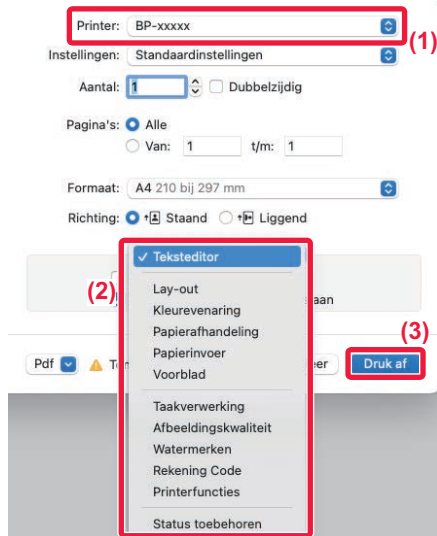 Printer: BP-xxxxx
(1)
Instellingen: Standaardinstellingen
Aantal: 1 Dubbelzijdig
Pagina's: Alle
Van: 1 t/m: 1
Formaat: A4 210 bij 297 mm
Richting: Staand Liggend
✓ Teksteditor
(2)
Lay-out
Kleurevenaring
aan
Papierafhandeling
Papierinvoer
Voorblad
(3)
Pdf er Druk af
Taakverwerking
Afbeeldingskwaliteit
Watermerken
Rekening Code
Printerfuncties
Status toebehoren